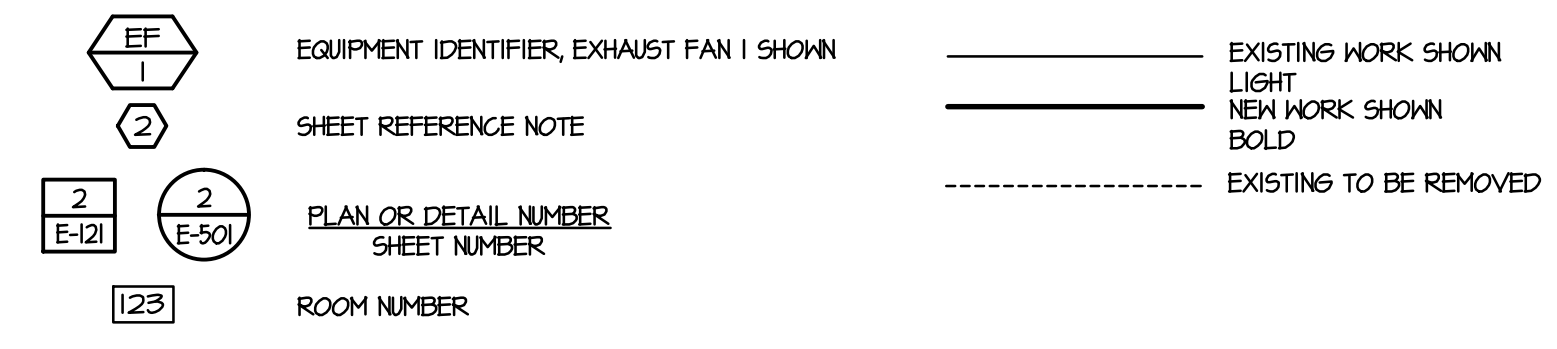 EF
1
EQUIPMENT IDENTIFIER, EXHAUST FAN 1 SHOWN
2
SHEET REFERENCE NOTE
2
E-121
2
E-501
PLAN OR DETAIL NUMBER
SHEET NUMBER
123
ROOM NUMBER
EXISTING WORK SHOWN
LIGHT
NEW WORK SHOWN
BOLD
EXISTING TO BE REMOVED